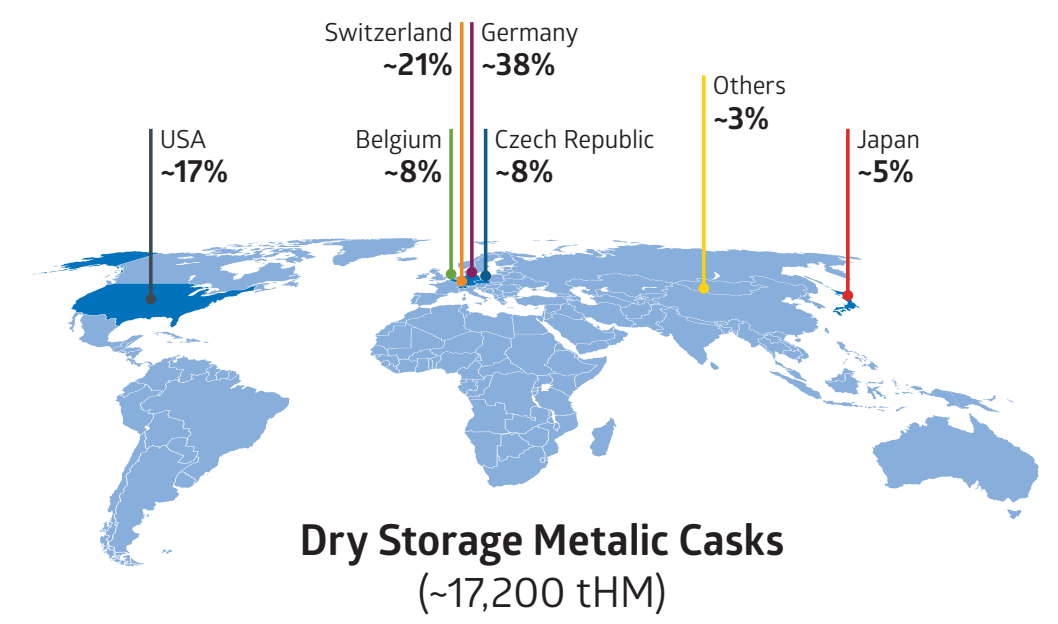 Switzerland
~21%
Germany
~38%
Others
~3%
USA
~17%
Belgium
~8%
Czech Republic
~8%
Japan
~5%
Dry Storage Metalic Casks
(~17,200 tHM)